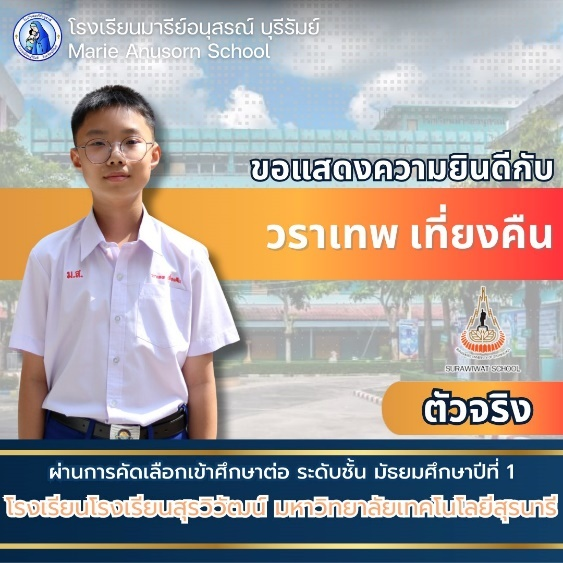 โรงเรียนมารีย์อนุสรณ์ บุรีรัมย์
Marie Anusorn School
ขอแสดงความยินดีกับ
วราเทพ เที่ยงคืน
ม.ส.
SURAWIWAT SCHOOL
ตัวจริง
ผ่านการคัดเลือกเข้าศึกษาต่อ ระดับชั้น มัธยมศึกษาปีที่ 1
โรงเรียนโรงเรียนสุรวิวัฒน์ มหาวิทยาลัยเทคโนโลยีสุรนารี